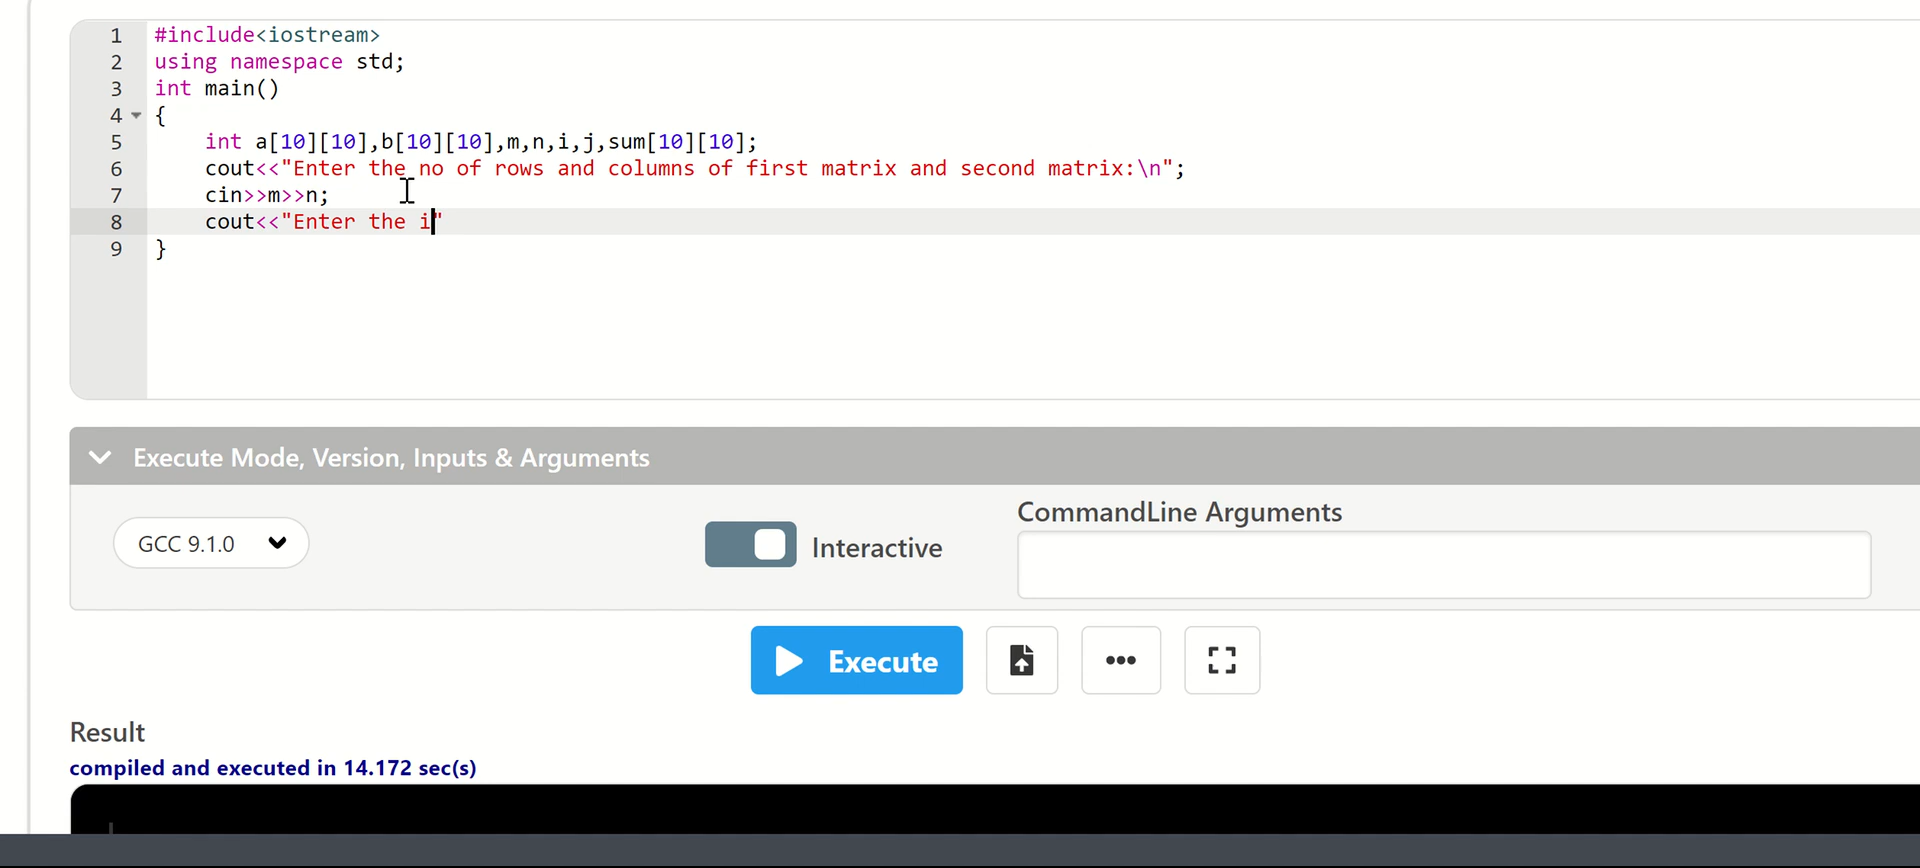 1 #include<iostream>
2 using namespace std;
3 int main()
4 {
5 int a[10][10],b[10][10],m,n,i,j,sum[10][10];
6 cout<<"Enter the no of rows and columns of first matrix and second matrix:\n";
7 cin>>m>>n;
8 cout<<"Enter the i"
9 }
Execute Mode, Version, Inputs & Arguments
CommandLine Arguments
GCC 9.1.0
Interactive
Execute
Result
compiled and executed in 14.172 sec(s)